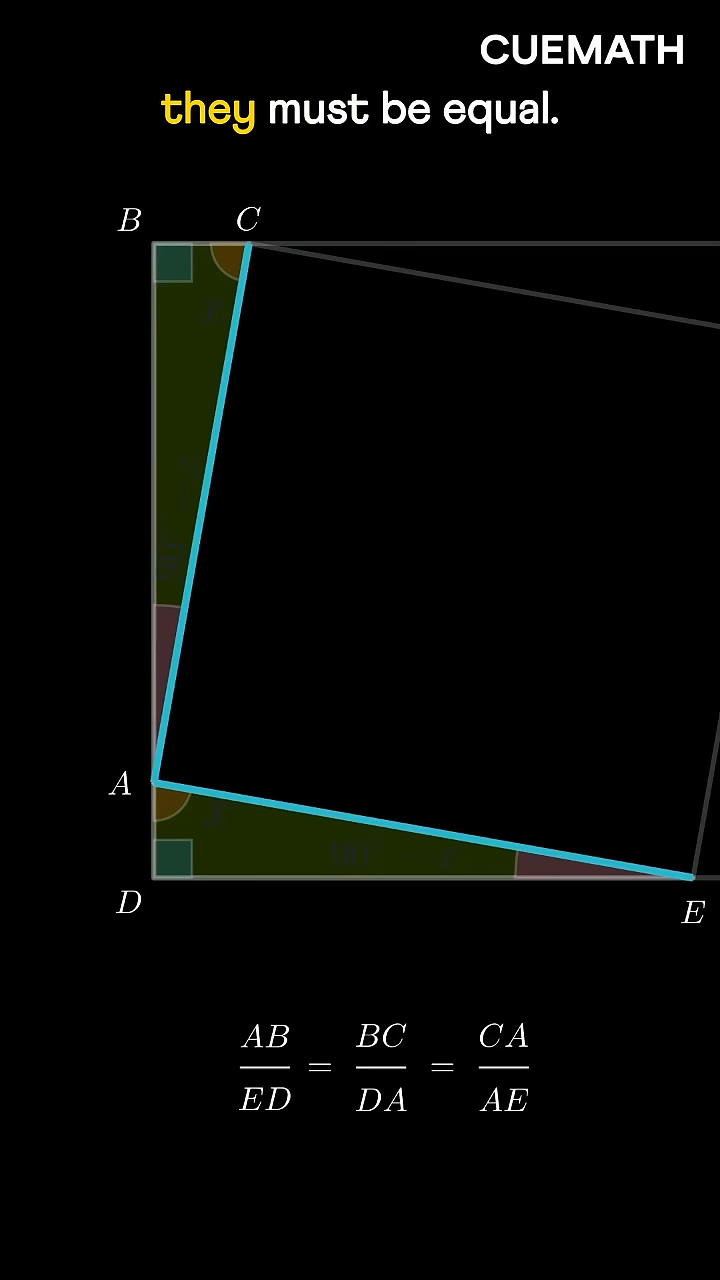 CUEMATH
they must be equal.
B C
A
D
E
AB/ED = BC/DA = CA/AE